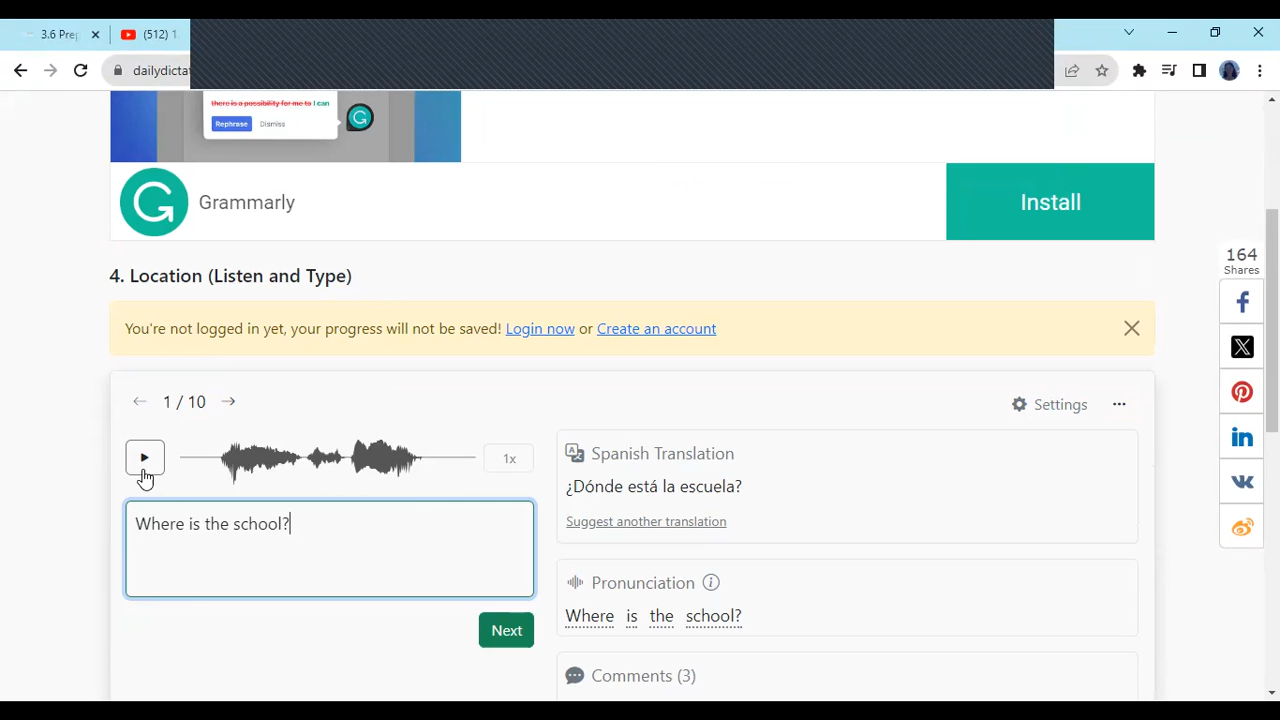 3.6 Prep
(512) 1
dailydictat
there is a possibility for me to I can
Rephrase Dismiss
Grammarly
Install
4. Location (Listen and Type)
You're not logged in yet, your progress will not be saved! Login now or Create an account
164
Shares
1 / 10
Settings
1x
Where is the school?
Next
Spanish Translation
¿Dónde está la escuela?
Suggest another translation
Pronunciation
Where is the school?
Comments (3)